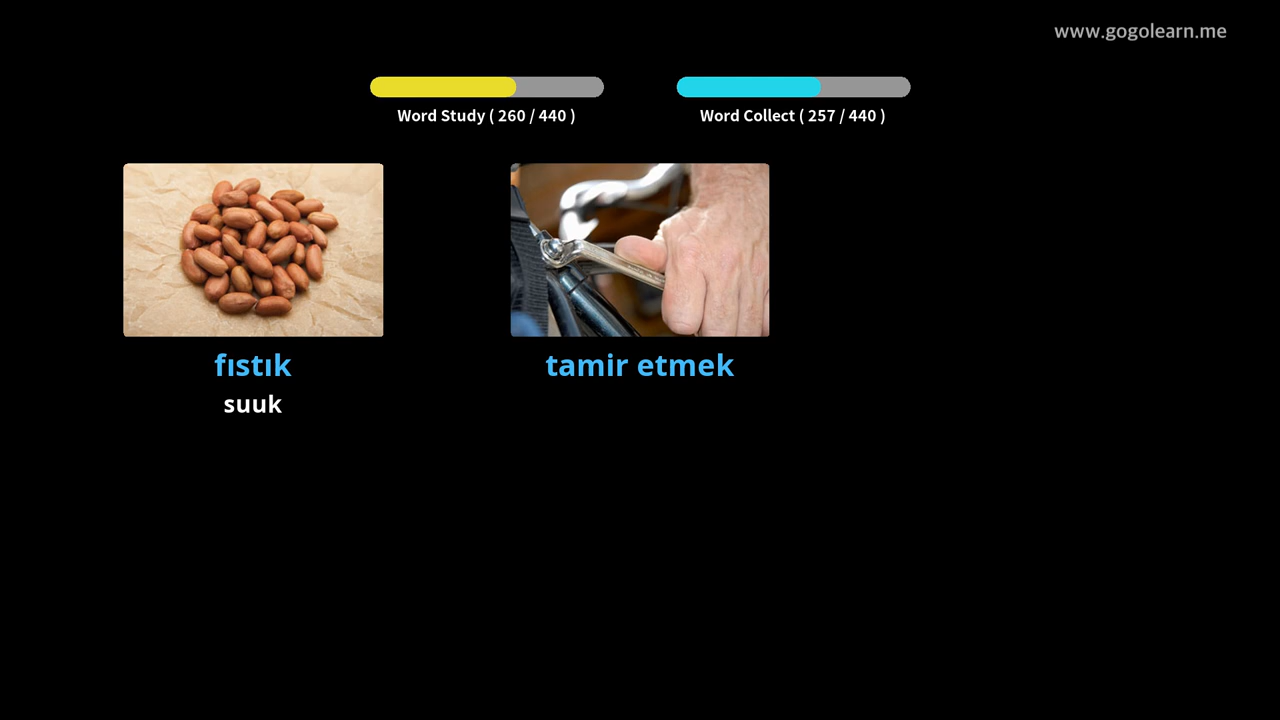 www.gogolearn.me
Word Study ( 260 / 440 )
Word Collect ( 257 / 440 )
fıstık
tamir etmek
suuk